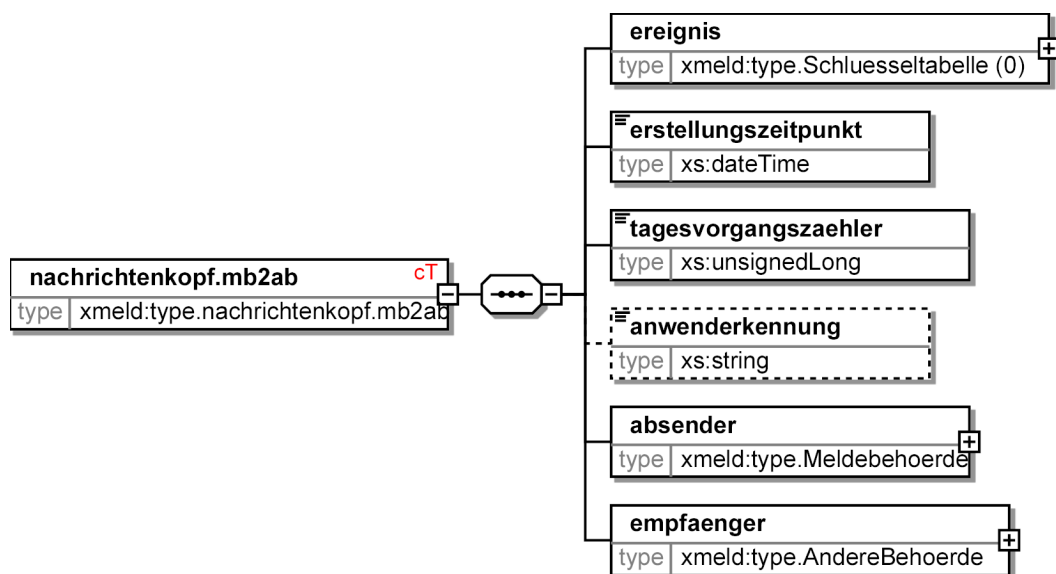 ereignis
type xmeld:type.Schluesseltabelle (0)
erstellungszeitpunkt
type xs:dateTime
tagesvorgangszaehler
type xs:unsignedLong
nachrichtenkopf.mb2ab cT
type xmeld:type.nachrichtenkopf.mb2ab
anwenderkennung
type xs:string
absender
type xmeld:type.Meldebehoerde
empfaenger
type xmeld:type.AndereBehoerde